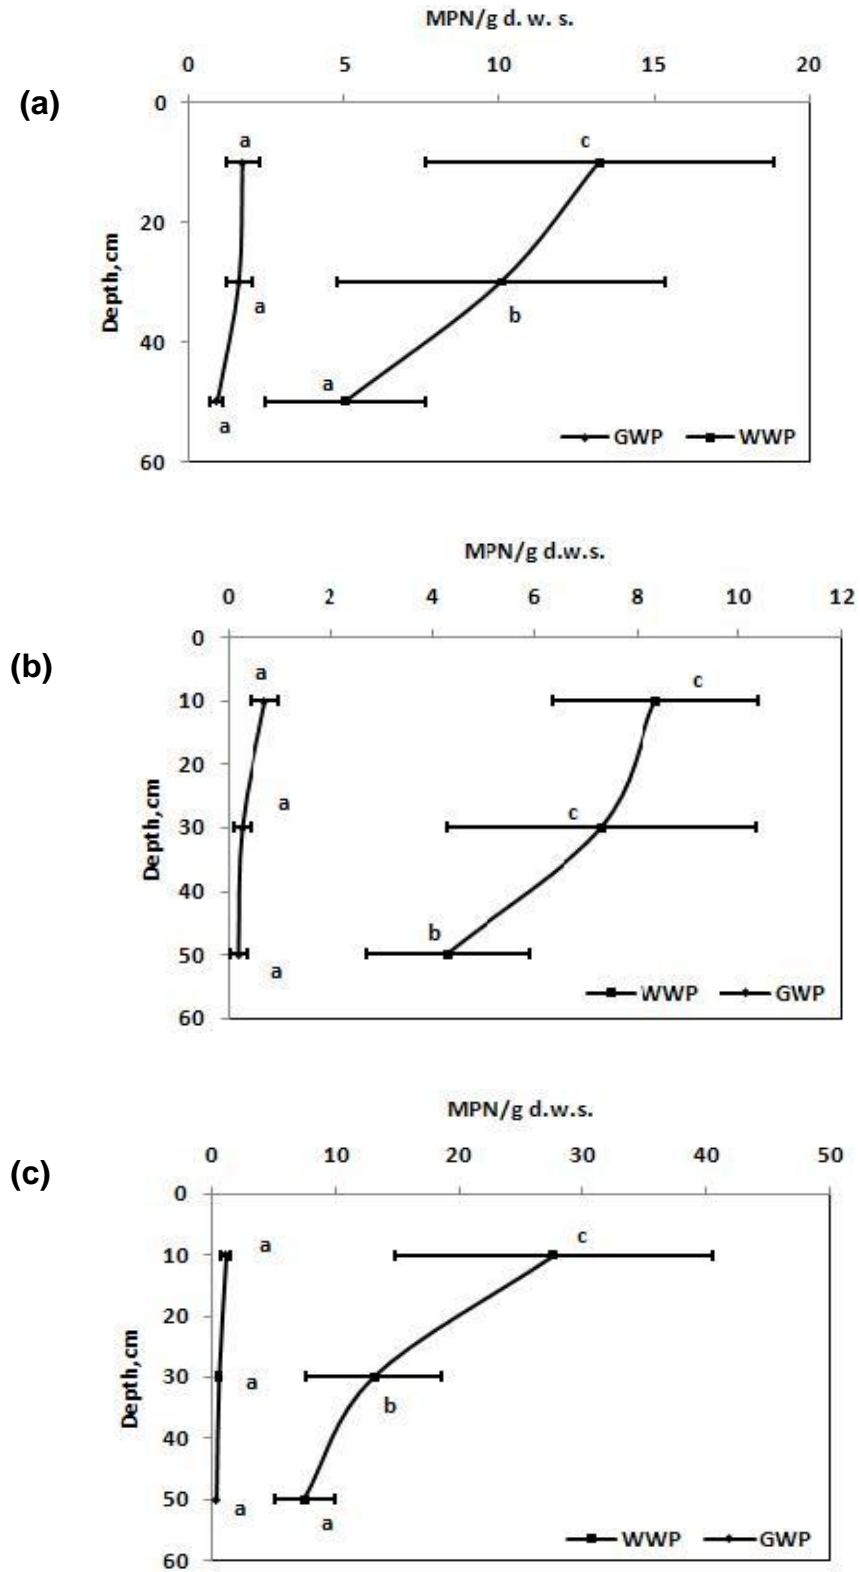 MPN/g d. w. s.
0 5 10 15 20
(a)
0
a c
20
Depth,cm
a b
40
a
a
GWP WWP
60
MPN/g d.w.s.
0 2 4 6 8 10 12
0
(b)
a c
10
20
a c
Depth,cm
30
40
b
50
a
WWP GWP
60
MPN/g d.w.s.
0 10 20 30 40 50
(c)
0
a c
10
20
Depth,cm
30
a b
40
50
a a
WWP GWP
60